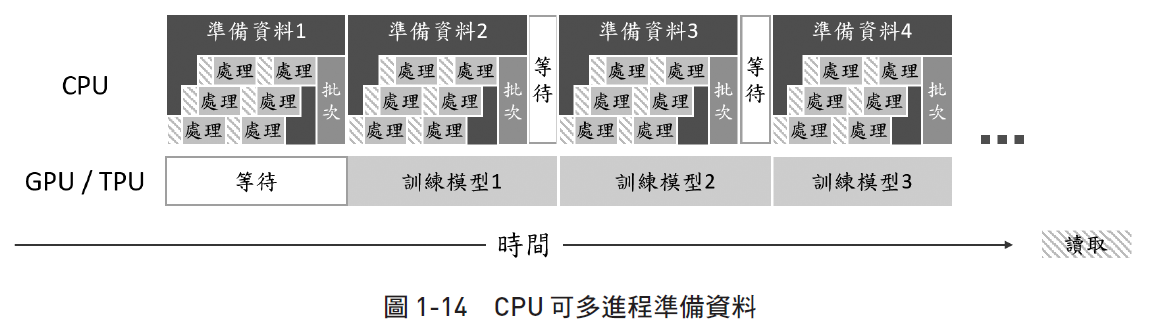 準備資料1 準備資料2 等待 準備資料3 等待 準備資料4
CPU
處理 處理 處理 處理 處理 處理 處理 處理
處理 處理 批次 處理 處理 批次 處理 處理 批次 處理 處理 批次
處理 處理 處理 處理 處理 處理 處理 處理
GPU / TPU 等待 訓練模型1 訓練模型2 訓練模型3
時間 讀取
圖 1-14 CPU 可多進程準備資料